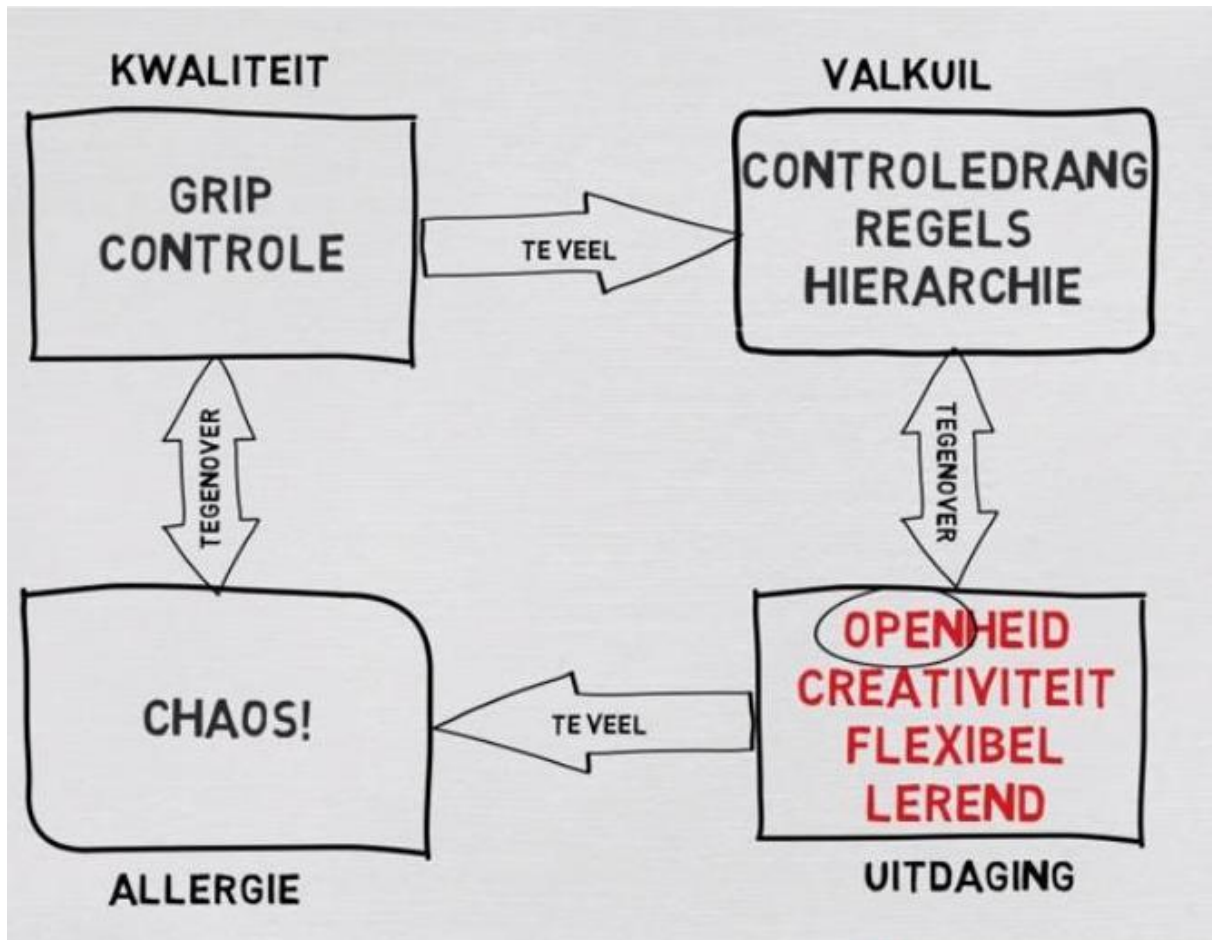 KWALITEIT
VALKUIL
GRIP
CONTROLE
TE VEEL
CONTROLEDRANG
REGELS
HIERARCHIE
TEGENOVER
TEGENOVER
CHAOS!
TE VEEL
OPENHEID
CREATIVITEIT
FLEXIBEL
LEREND
ALLERGIE
UITDAGING